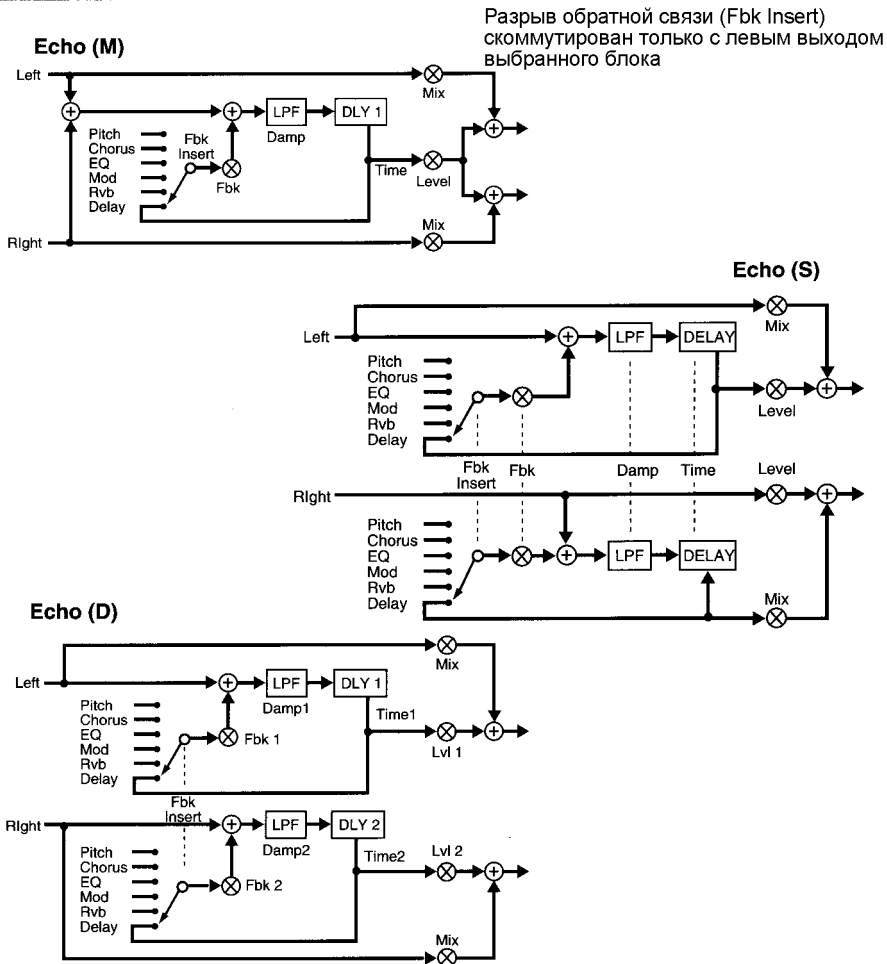 Разрыв обратной связи (Fbk Insert)
скоммутирован только с левым выходом
выбранного блока
Echo (M)
Left
Mix
LPF
DLY 1
Damp
Pitch
Chorus
EQ
Mod
Rvb
Delay
Fbk
Insert
Fbk
Time
Level
Mix
RIght
Echo (S)
Mix
Left
LPF
DELAY
Pitch
Chorus
EQ
Mod
Rvb
Delay
Level
Fbk
Insert
Fbk
Damp
Time
Level
RIght
Pitch
Chorus
EQ
Mod
Rvb
Delay
LPF
DELAY
Mix
Echo (D)
Mix
Left
LPF
DLY 1
Damp1
Pitch
Chorus
EQ
Mod
Rvb
Delay
Fbk 1
Time1
Lvl 1
Fbk
Insert
RIght
LPF
DLY 2
Damp2
Pitch
Chorus
EQ
Mod
Rvb
Delay
Fbk 2
Time2
Lvl 2
Mix